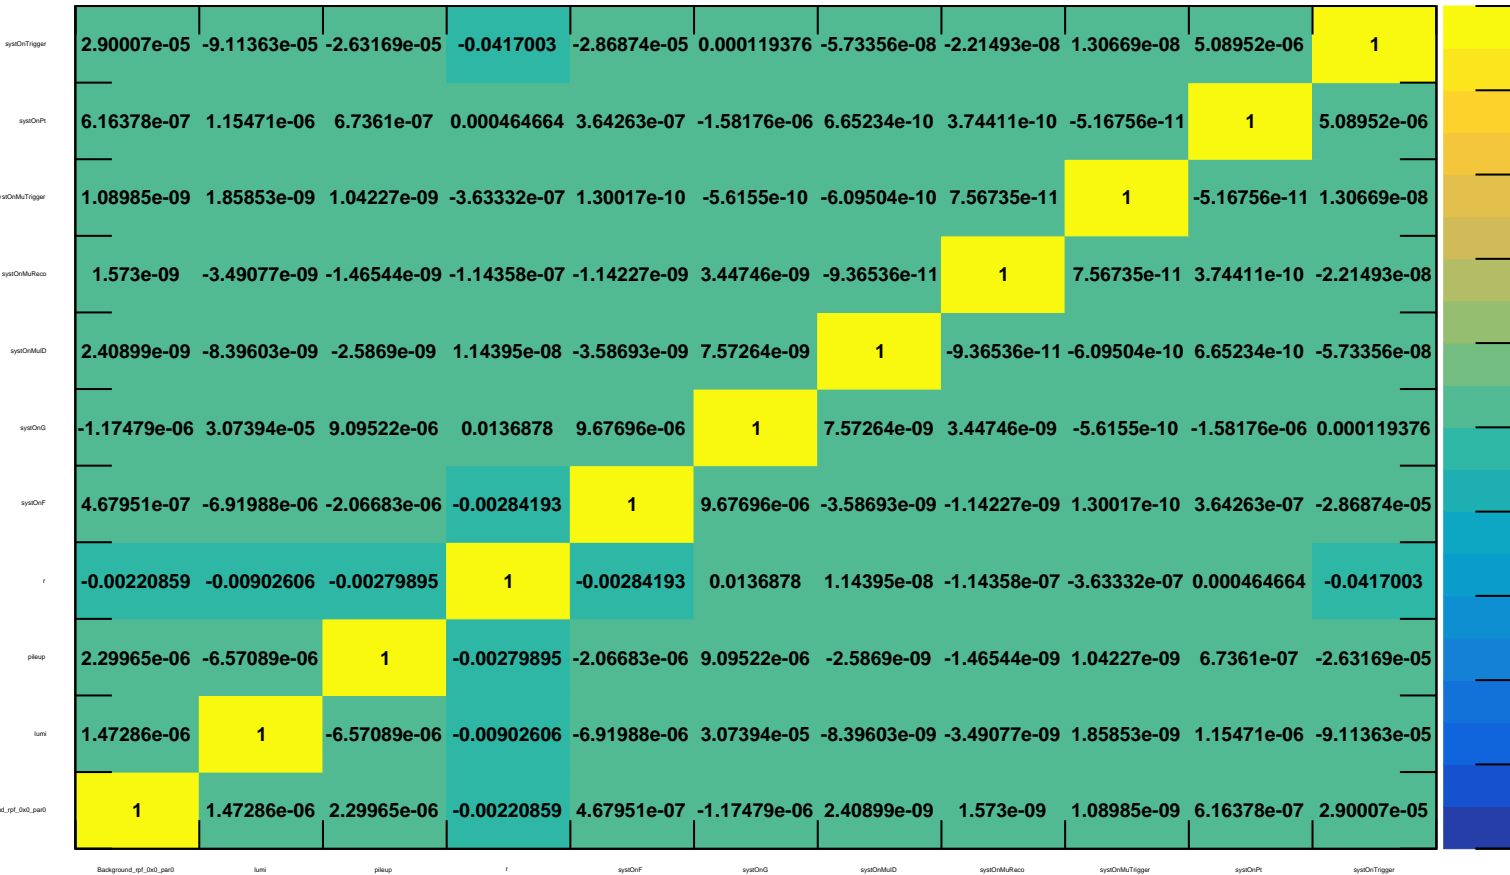 systOnTrigger 2.90007e-05 -9.11363e-05 -2.63169e-05 -0.0417003 -2.86874e-05 0.000119376 -5.73356e-08 -2.21493e-08 1.30669e-08 5.08952e-06 1
systOnPt 6.16378e-07 1.15471e-06 6.7361e-07 0.000464664 3.64263e-07 -1.58176e-06 6.65234e-10 3.74411e-10 -5.16756e-11 1 5.08952e-06
stOnMuTrigger 1.08985e-09 1.85853e-09 1.04227e-09 -3.63332e-07 1.30017e-10 -5.6155e-10 -6.09504e-10 7.56735e-11 1 -5.16756e-11 1.30669e-08
systOnMuReco 1.573e-09 -3.49077e-09 -1.46544e-09 -1.14358e-07 -1.14227e-09 3.44746e-09 -9.36536e-11 1 7.56735e-11 3.74411e-10 -2.21493e-08
systOnMuID 2.40899e-09 -8.39603e-09 -2.5869e-09 1.14395e-08 -3.58693e-09 7.57264e-09 1 -9.36536e-11 -6.09504e-10 6.65234e-10 -5.73356e-08
systOnG -1.17479e-06 3.07394e-05 9.09522e-06 0.0136878 9.67696e-06 1 7.57264e-09 3.44746e-09 -5.6155e-10 -1.58176e-06 0.000119376
systOnF 4.67951e-07 -6.91988e-06 -2.06683e-06 -0.00284193 1 9.67696e-06 -3.58693e-09 -1.14227e-09 1.30017e-10 3.64263e-07 -2.86874e-05
r -0.00220859 -0.00902606 -0.00279895 1 -0.00284193 0.0136878 1.14395e-08 -1.14358e-07 -3.63332e-07 0.000464664 -0.0417003
pileup 2.29965e-06 -6.57089e-06 1 -0.00279895 -2.06683e-06 9.09522e-06 -2.5869e-09 -1.46544e-09 1.04227e-09 6.7361e-07 -2.63169e-05
lumi 1.47286e-06 1 -6.57089e-06 -0.00902606 -6.91988e-06 3.07394e-05 -8.39603e-09 -3.49077e-09 1.85853e-09 1.15471e-06 -9.11363e-05
d_rpf_0x0_par0 1 1.47286e-06 2.29965e-06 -0.00220859 4.67951e-07 -1.17479e-06 2.40899e-09 1.573e-09 1.08985e-09 6.16378e-07 2.90007e-05
Background_rpf_0x0_par0 lumi pileup r systOnF systOnG systOnMuID systOnMuReco systOnMuTrigger systOnPt systOnTrigger